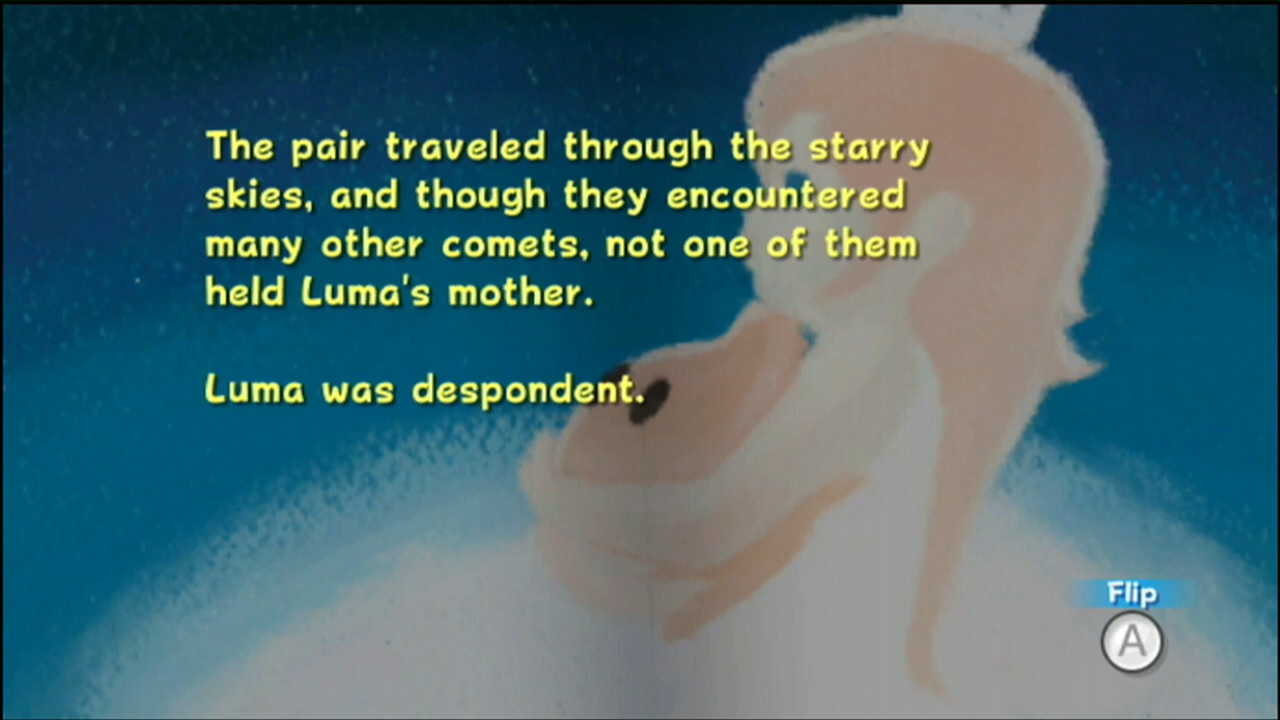 The pair traveled through the starry
skies, and though they encountered
many other comets, not one of them
held Luma's mother.
Luma was despondent.
Flip
A